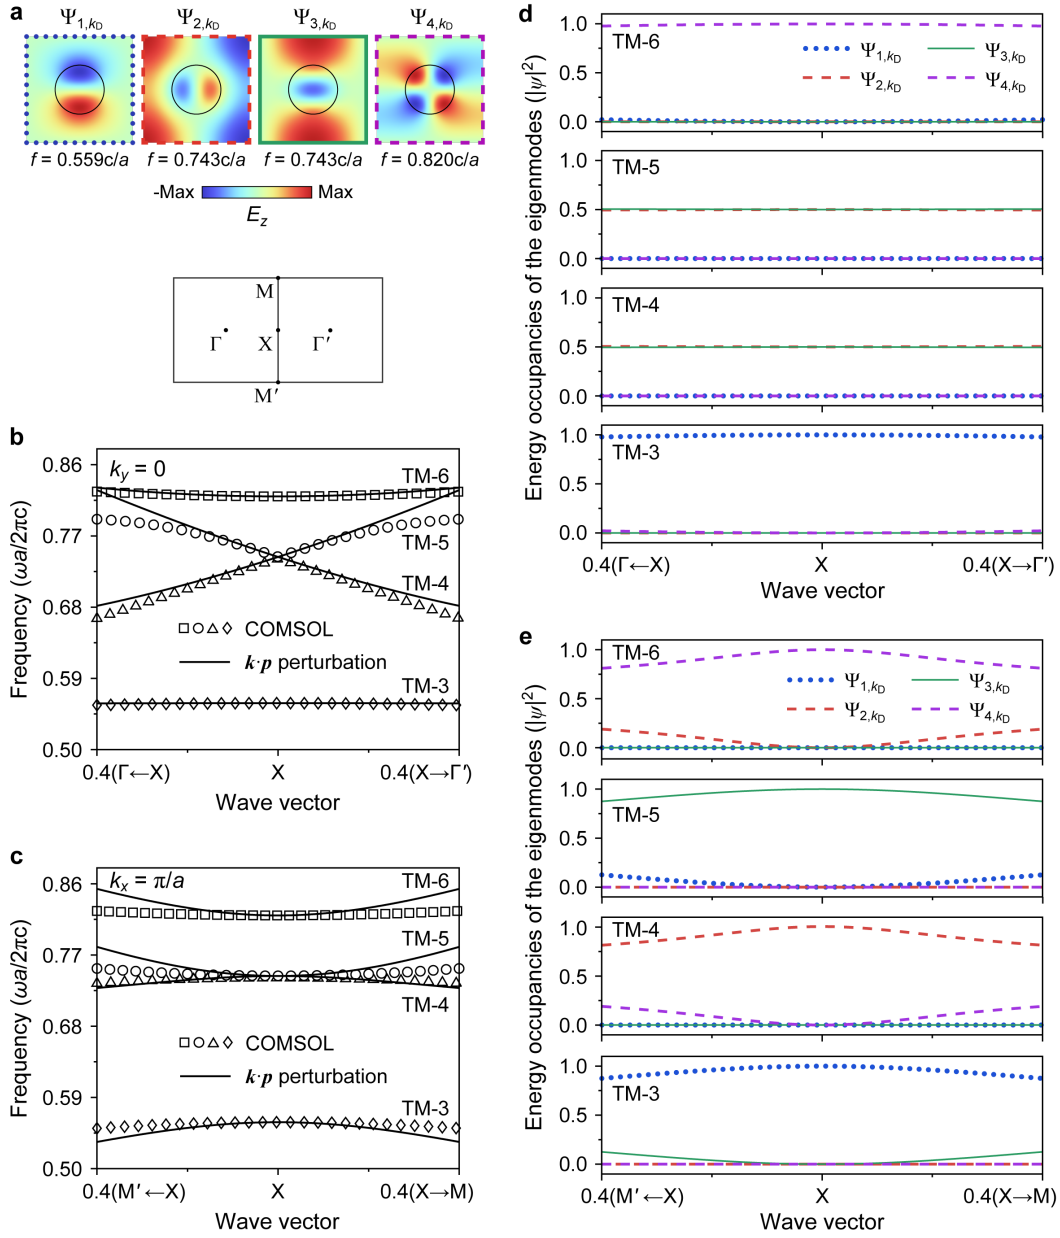 a
Ψ1,kD Ψ2,kD Ψ3,kD Ψ4,kD
f = 0.559c/a f = 0.743c/a f = 0.743c/a f = 0.820c/a
-Max Max
Ez
M
Γ X Γ′
M′
b
Frequency (ωa/2πc)
0.86
0.77
0.68
0.59
0.50
ky = 0
TM-6
TM-5
TM-4
COMSOL
k·p perturbation
TM-3
0.4(Γ←X) X 0.4(X→Γ′)
Wave vector
c
Frequency (ωa/2πc)
0.86
0.77
0.68
0.59
0.50
kx = π/a
TM-6
TM-5
TM-4
COMSOL
k·p perturbation
TM-3
0.4(M′←X) X 0.4(X→M)
Wave vector
d
Energy occupancies of the eigenmodes (|ψ|²)
1.0
0.5
0.0
TM-6
Ψ1,kD Ψ3,kD
Ψ2,kD Ψ4,kD
1.0
0.5
0.0
TM-5
1.0
0.5
0.0
TM-4
1.0
0.5
0.0
TM-3
0.4(Γ←X) X 0.4(X→Γ′)
Wave vector
e
Energy occupancies of the eigenmodes (|ψ|²)
1.0
0.5
0.0
TM-6
Ψ1,kD Ψ3,kD
Ψ2,kD Ψ4,kD
1.0
0.5
0.0
TM-5
1.0
0.5
0.0
TM-4
1.0
0.5
0.0
TM-3
0.4(M′←X) X 0.4(X→M)
Wave vector